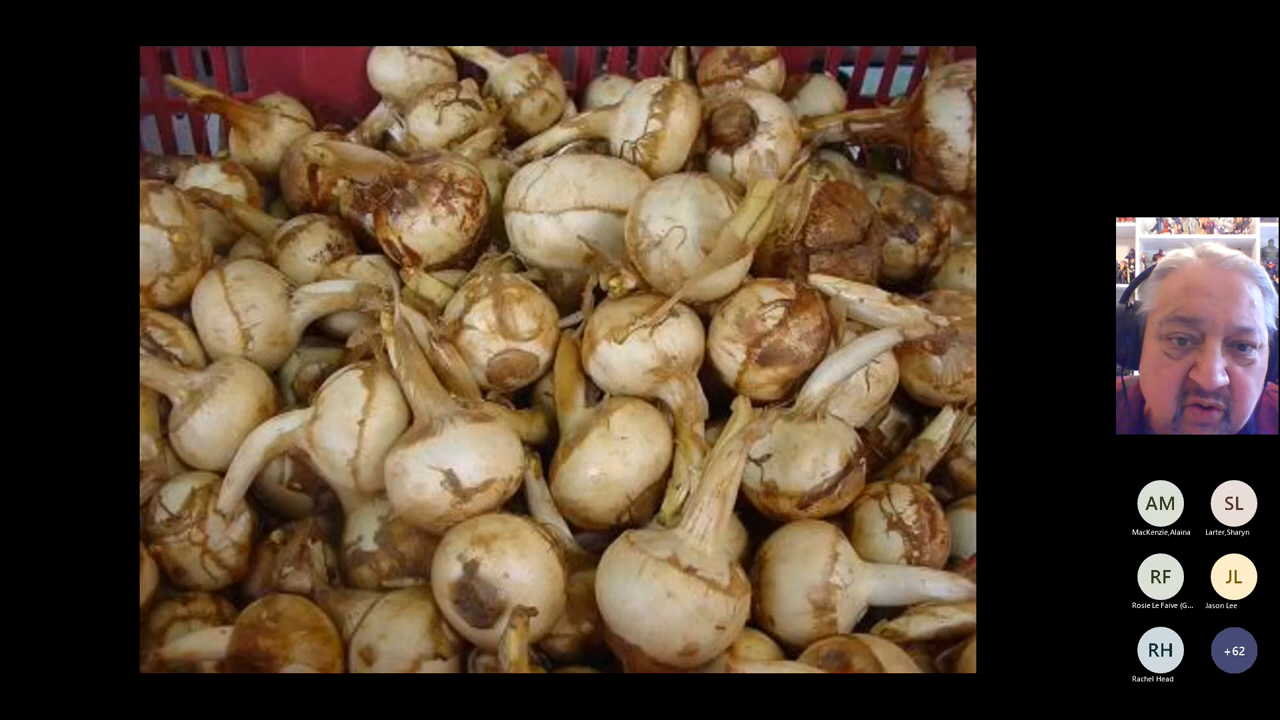 AM
SL
MacKenzie,Alaina
Larter,Sharyn
RF
JL
Rosie Le Faive (G...
Jason Lee
RH
+62
Rachel Head